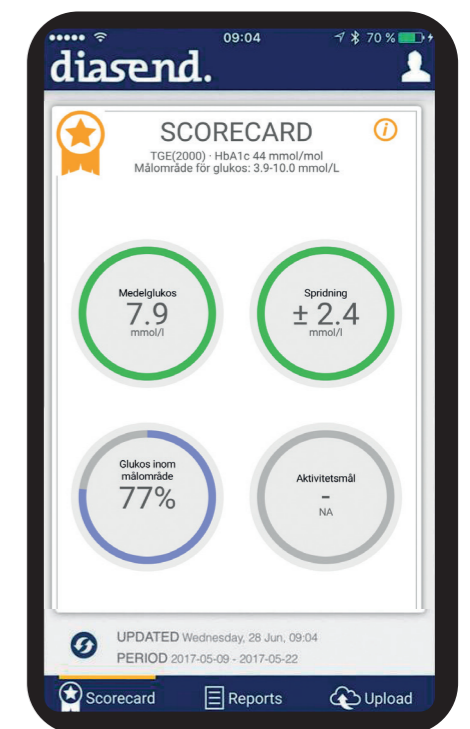 09:04
70 %
diasend.
SCORECARD
TGE(2000) · HbA1c 44 mmol/mol
Målområde för glukos: 3.9-10.0 mmol/L
Medelglukos
7.9
mmol/l
Spridning
± 2.4
mmol/l
Glukos inom
målområde
77%
Aktivitetsmål
-
NA
UPDATED Wednesday, 28 Jun, 09:04
PERIOD 2017-05-09 - 2017-05-22
Scorecard
Reports
Upload